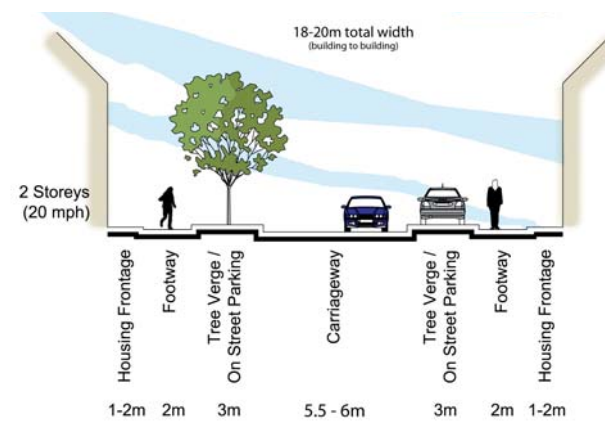 18-20m total width
(building to building)
2 Storeys
(20 mph)
Housing Frontage
Footway
Tree Verge /
On Street Parking
Carriageway
Tree Verge /
On Street Parking
Footway
Housing Frontage
1-2m 2m 3m 5.5 - 6m 3m 2m 1-2m